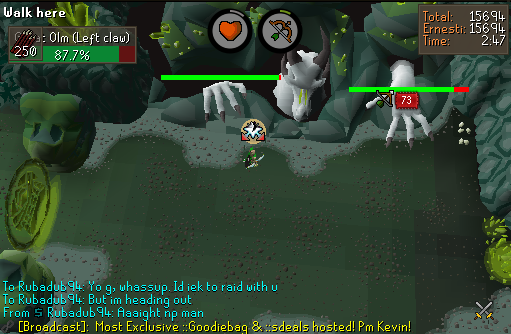 Walk here
: Olm (Left claw)
250
87.7%
Total: 15694
Ernestr: 15694
Time: 2:47
73
To Rubadub94: Yo g, whassup. Id iek to raid with u
To Rubadub94: But im heading out
From 5 Rubadub94: Aaaight np man
[Broadcast]: Most Exclusive ::Goodiebag & ::sdeals hosted! Pm Kevin!